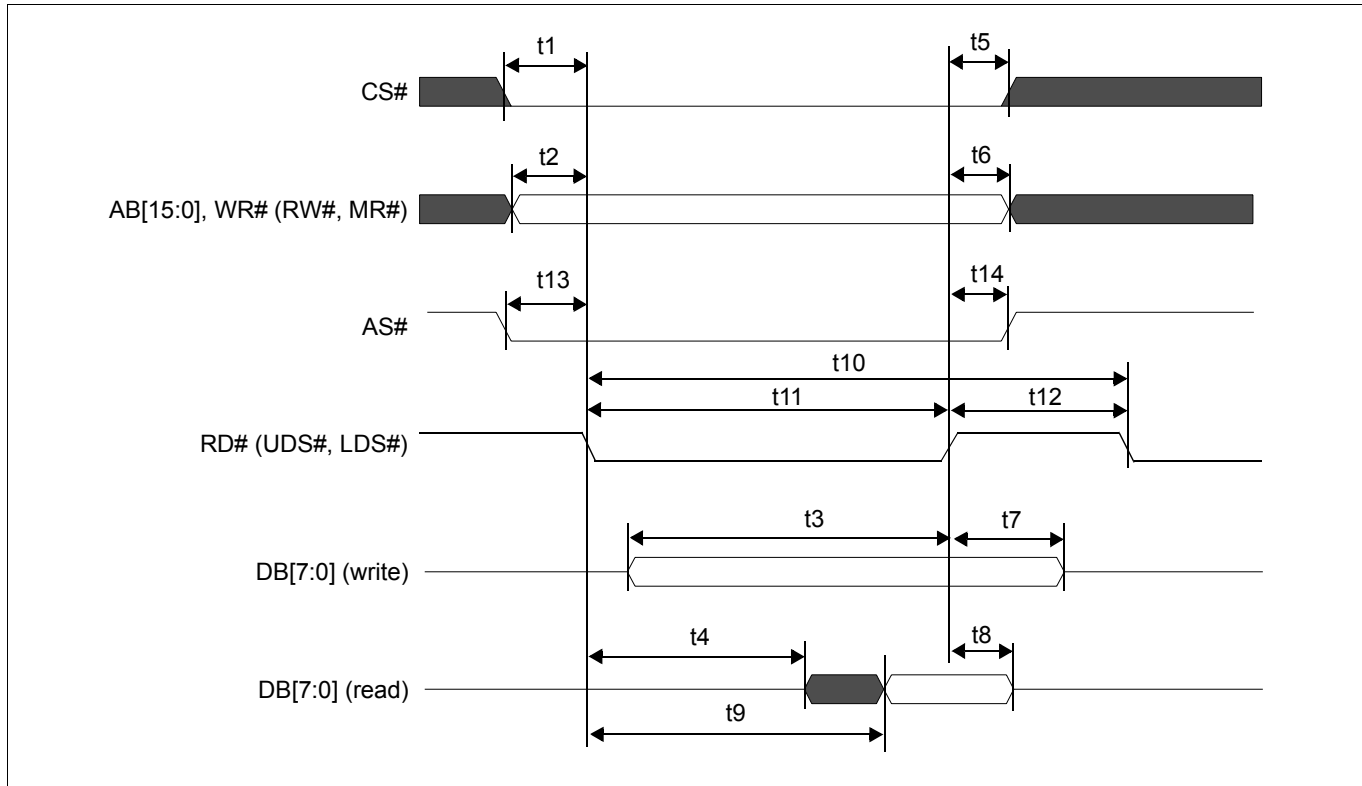 t1
t5
CS#
t2
t6
AB[15:0], WR# (RW#, MR#)
t13
t14
AS#
t10
t11
t12
RD# (UDS#, LDS#)
t3
t7
DB[7:0] (write)
t4
t8
DB[7:0] (read)
t9